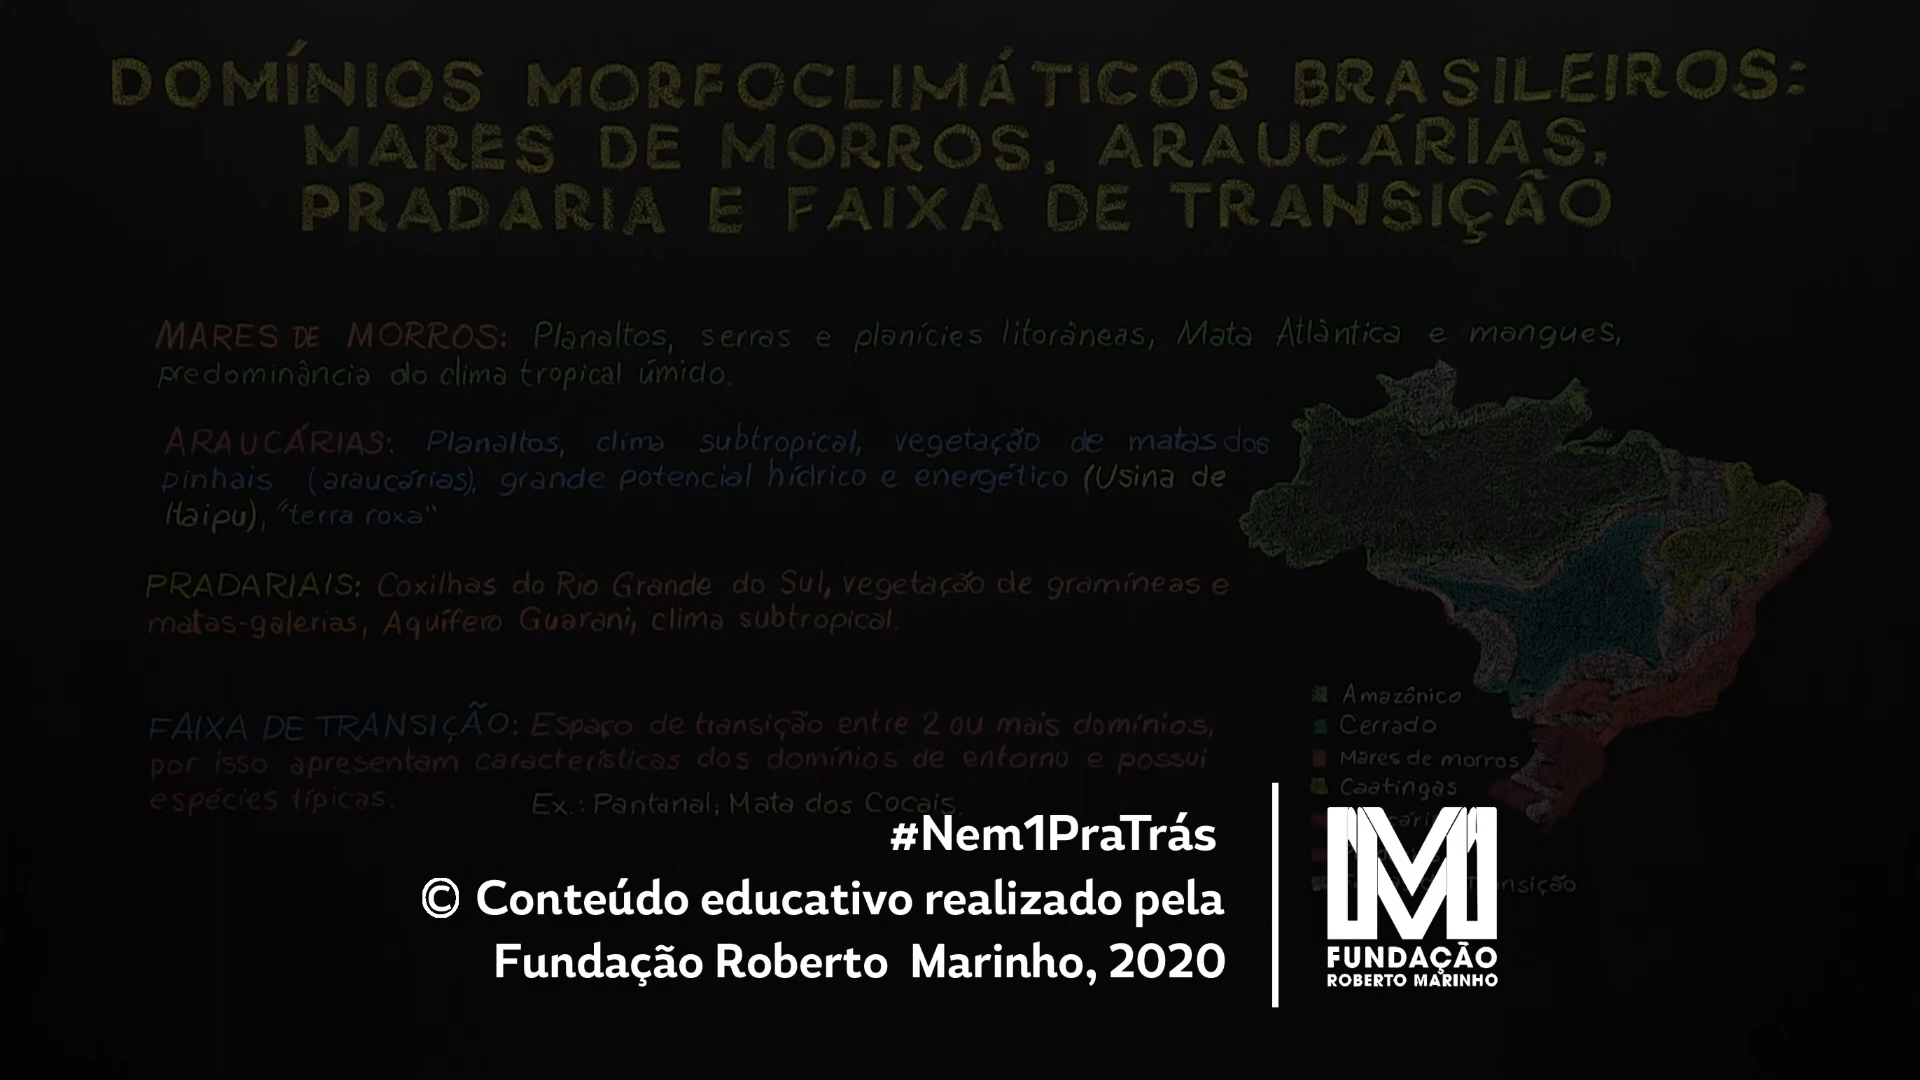 DOMÍNIOS MORFOCLIMÁTICOS BRASILEIROS:
MARES DE MORROS, ARAUCÁRIAS,
PRADARIA E FAIXA DE TRANSIÇÃO
MARES DE MORROS: Planaltos, serras e planícies litorâneas, Mata Atlântica e mangues,
predominância do clima tropical úmido.
ARAUCÁRIAS: Planaltos, clima subtropical, vegetação de matas dos
pinhais (araucárias), grande potencial hídrico e energético (Usina de
Itaipu), "terra roxa"
PRADARIAIS: Coxilhas do Rio Grande do Sul, vegetação de gramíneas e
matas-galerias, Aquífero Guarani, clima subtropical.
FAIXA DE TRANSIÇÃO: Espaço de transição entre 2 ou mais domínios,
por isso apresentam características dos domínios de entorno e possui
espécies típicas. Ex.: Pantanal, Mata dos Cocais.
Amazônico
Cerrado
Mares de morros
Caatingas
#Nem1PraTrás
© Conteúdo educativo realizado pela
Fundação Roberto Marinho, 2020
FUNDAÇÃO
ROBERTO MARINHO